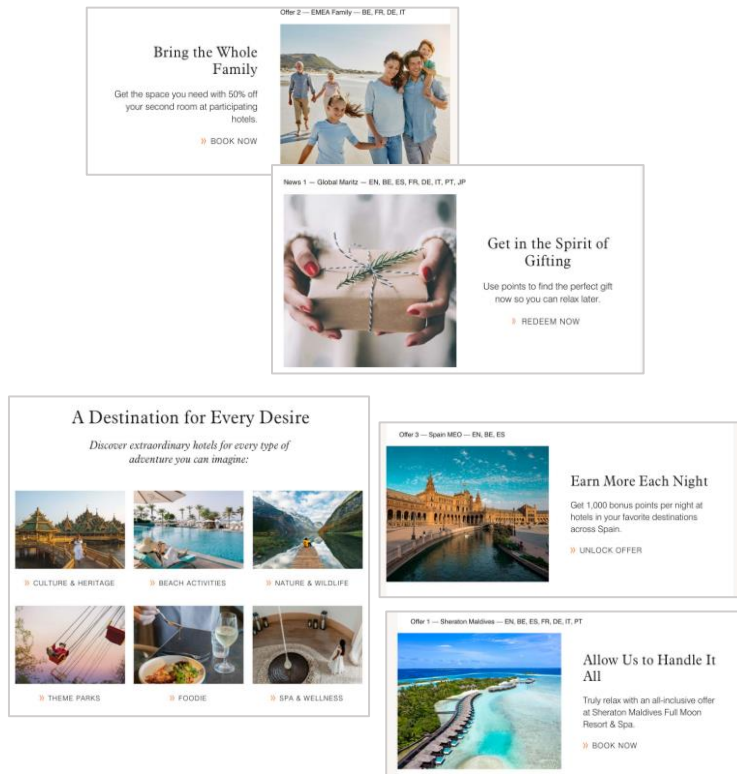 Offer 2 — EMEA Family — BE, FR, DE, IT
Bring the Whole
Family
Get the space you need with 50% off
your second room at participating
hotels.
» BOOK NOW
News 1 — Global Maritz — EN, BE, ES, FR, DE, IT, PT, JP
Get in the Spirit of
Gifting
Use points to find the perfect gift
now so you can relax later.
» REDEEM NOW
A Destination for Every Desire
Discover extraordinary hotels for every type of
adventure you can imagine:
» CULTURE & HERITAGE
» BEACH ACTIVITIES
» NATURE & WILDLIFE
» THEME PARKS
» FOODIE
» SPA & WELLNESS
Offer 3 — Spain MEO — EN, BE, ES
Earn More Each Night
Get 1,000 bonus points per night at
hotels in your favorite destinations
across Spain.
» UNLOCK OFFER
Offer 1 — Sheraton Maldives — EN, BE, ES, FR, DE, IT, PT
Allow Us to Handle It
All
Truly relax with an all-inclusive offer
at Sheraton Maldives Full Moon
Resort & Spa.
» BOOK NOW